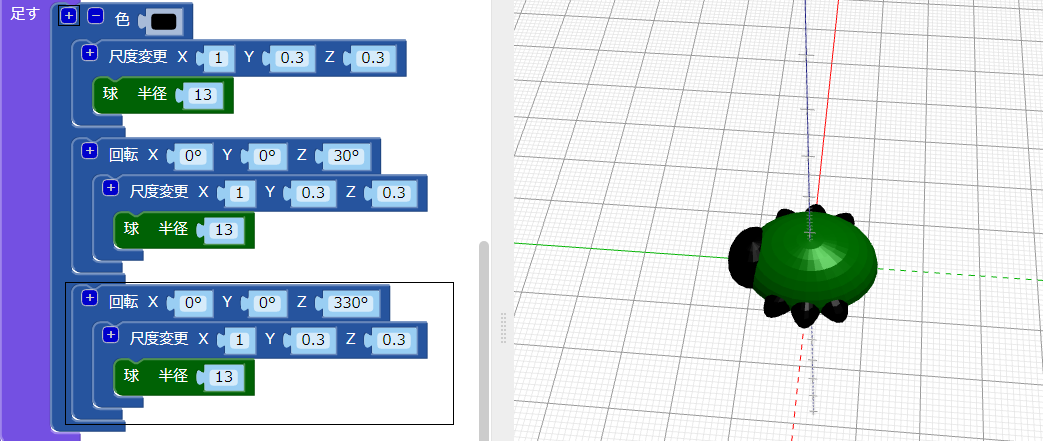 足す
+ − 色
+ 尺度変更 X 1 Y 0.3 Z 0.3
球 半径 13
+ 回転 X 0° Y 0° Z 30°
+ 尺度変更 X 1 Y 0.3 Z 0.3
球 半径 13
+ 回転 X 0° Y 0° Z 330°
+ 尺度変更 X 1 Y 0.3 Z 0.3
球 半径 13